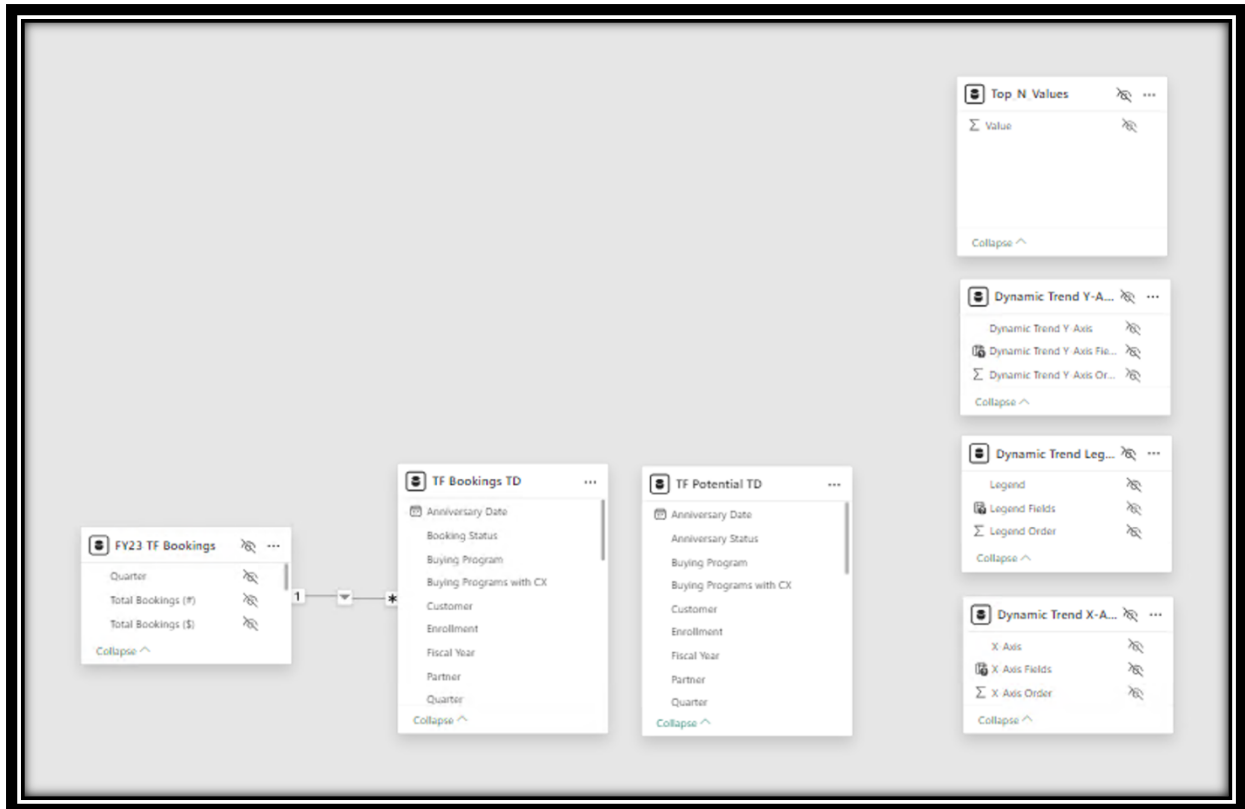 Top_N_Values
Value
Collapse
Dynamic Trend Y-A...
Dynamic Trend Y Axis
Dynamic Trend Y Axis Fie...
Dynamic Trend Y Axis Or...
Collapse
Dynamic Trend Leg...
Legend
Legend Fields
Legend Order
Collapse
Dynamic Trend X-A...
X Axis
X Axis Fields
X Axis Order
Collapse
FY23 TF Bookings
Quarter
Total Bookings (#)
Total Bookings ($)
Collapse
1
*
TF Bookings TD
Anniversary Date
Booking Status
Buying Program
Buying Programs with CX
Customer
Enrollment
Fiscal Year
Partner
Quarter
Collapse
TF Potential TD
Anniversary Date
Anniversary Status
Buying Program
Buying Programs with CX
Customer
Enrollment
Fiscal Year
Partner
Quarter
Collapse